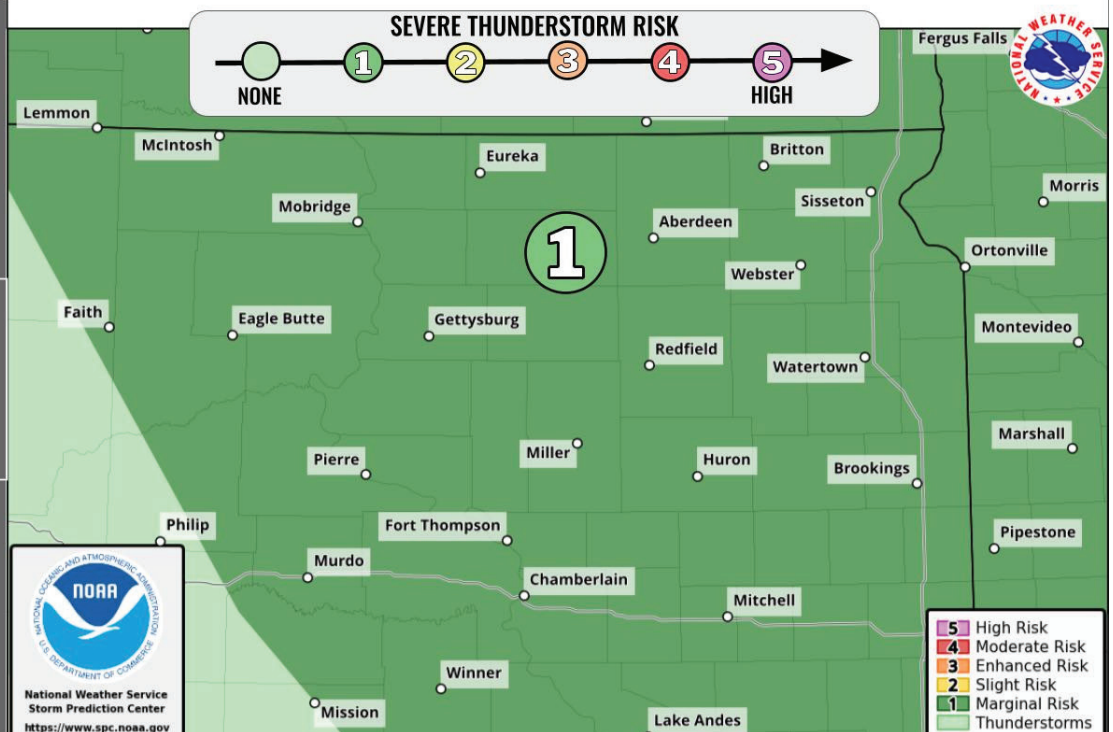 SEVERE THUNDERSTORM RISK
1
2
3
4
5
NONE
HIGH
NATIONAL WEATHER SERVICE
Fergus Falls
Lemmon
McIntosh
Eureka
Britton
Sisseton
Morris
Mobridge
Aberdeen
1
Webster
Ortonville
Faith
Eagle Butte
Gettysburg
Redfield
Watertown
Montevideo
Pierre
Miller
Huron
Brookings
Marshall
Philip
Fort Thompson
Pipestone
Murdo
Chamberlain
Mitchell
Winner
Mission
Lake Andes
NATIONAL OCEANIC AND ATMOSPHERIC ADMINISTRATION
NOAA
U.S. DEPARTMENT OF COMMERCE
National Weather Service
Storm Prediction Center
https://www.spc.noaa.gov
5 High Risk
4 Moderate Risk
3 Enhanced Risk
2 Slight Risk
1 Marginal Risk
Thunderstorms